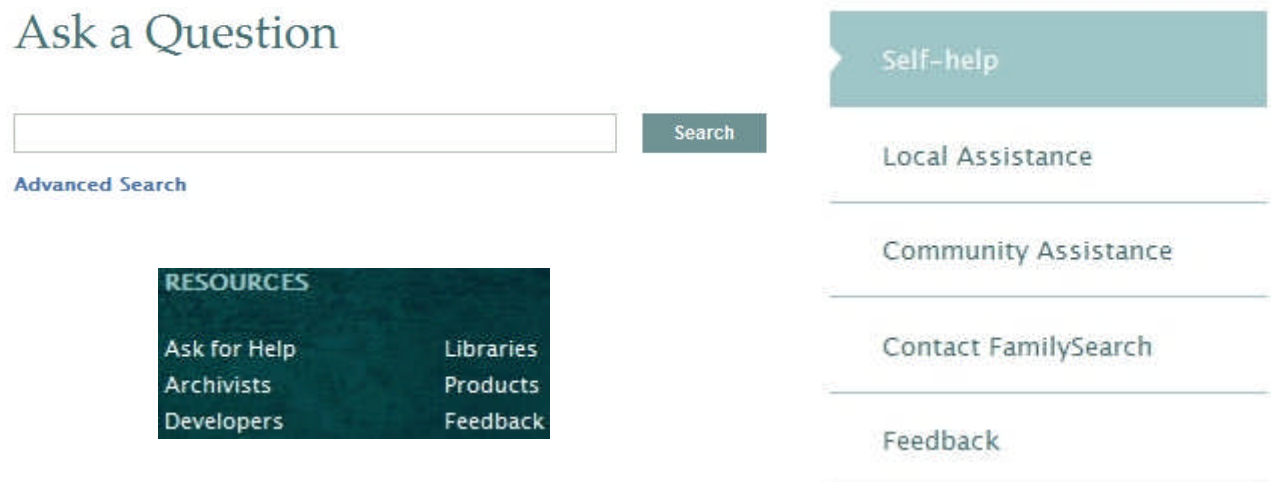 Ask a Question
Search
Advanced Search
RESOURCES
Ask for Help Libraries
Archivists Products
Developers Feedback
Self-help
Local Assistance
Community Assistance
Contact FamilySearch
Feedback